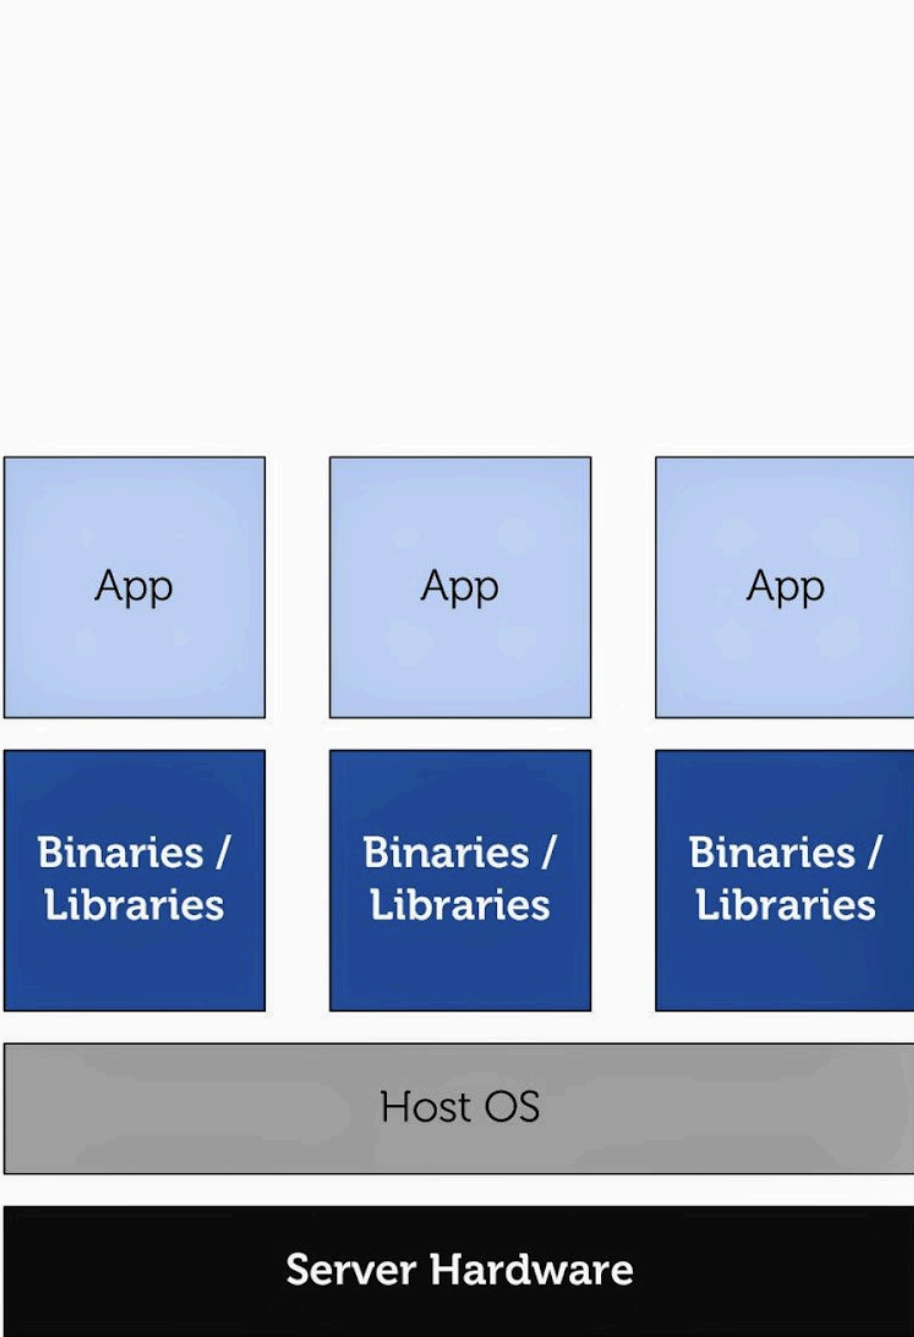 App
App
App
Binaries /
Libraries
Binaries /
Libraries
Binaries /
Libraries
Host OS
Server Hardware